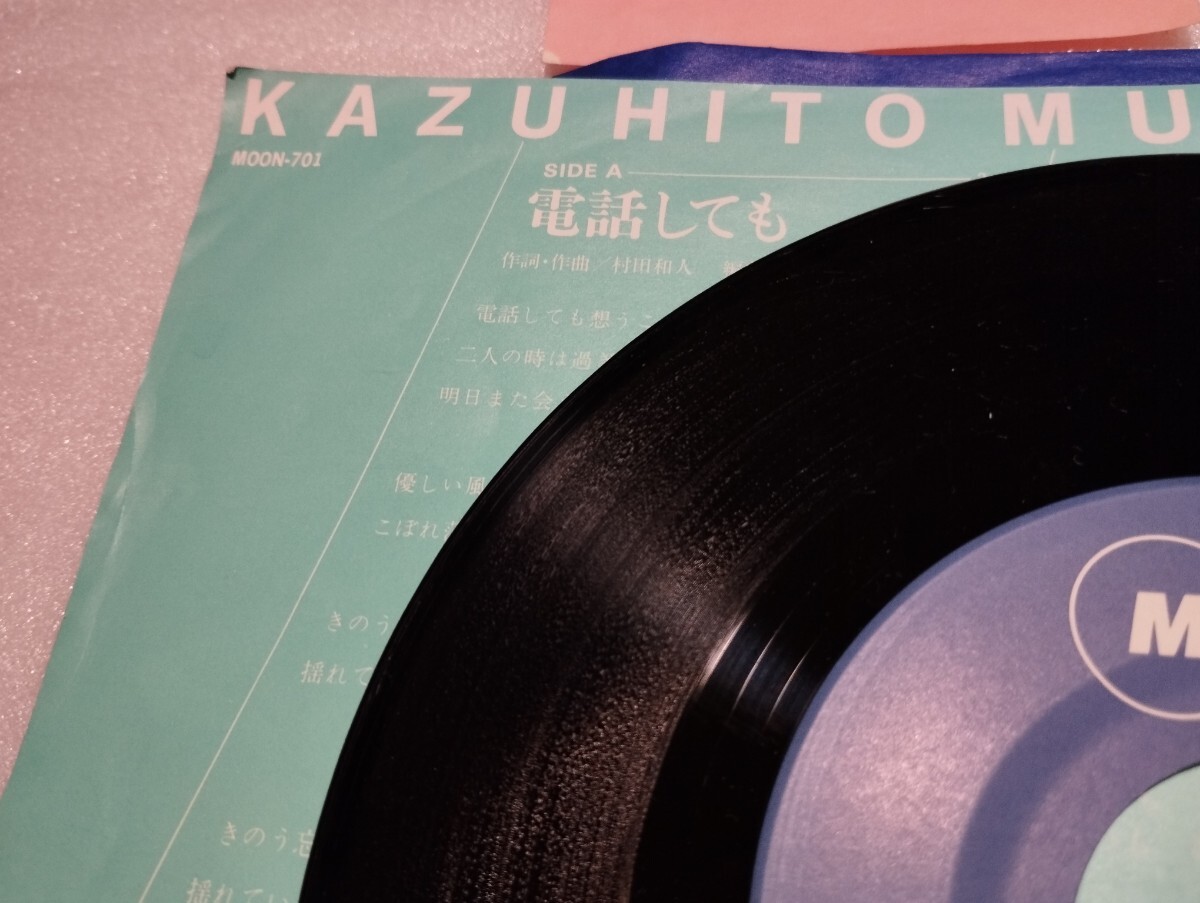 KAZUHITO MU
MOON-701
SIDE A
電話しても
作詞・作曲／村田和人
電話しても想うこ
二人の時は過ぎ
明日また会
優しい風
こぼれ
きのう
揺れて
きのう忘
揺れてい
M